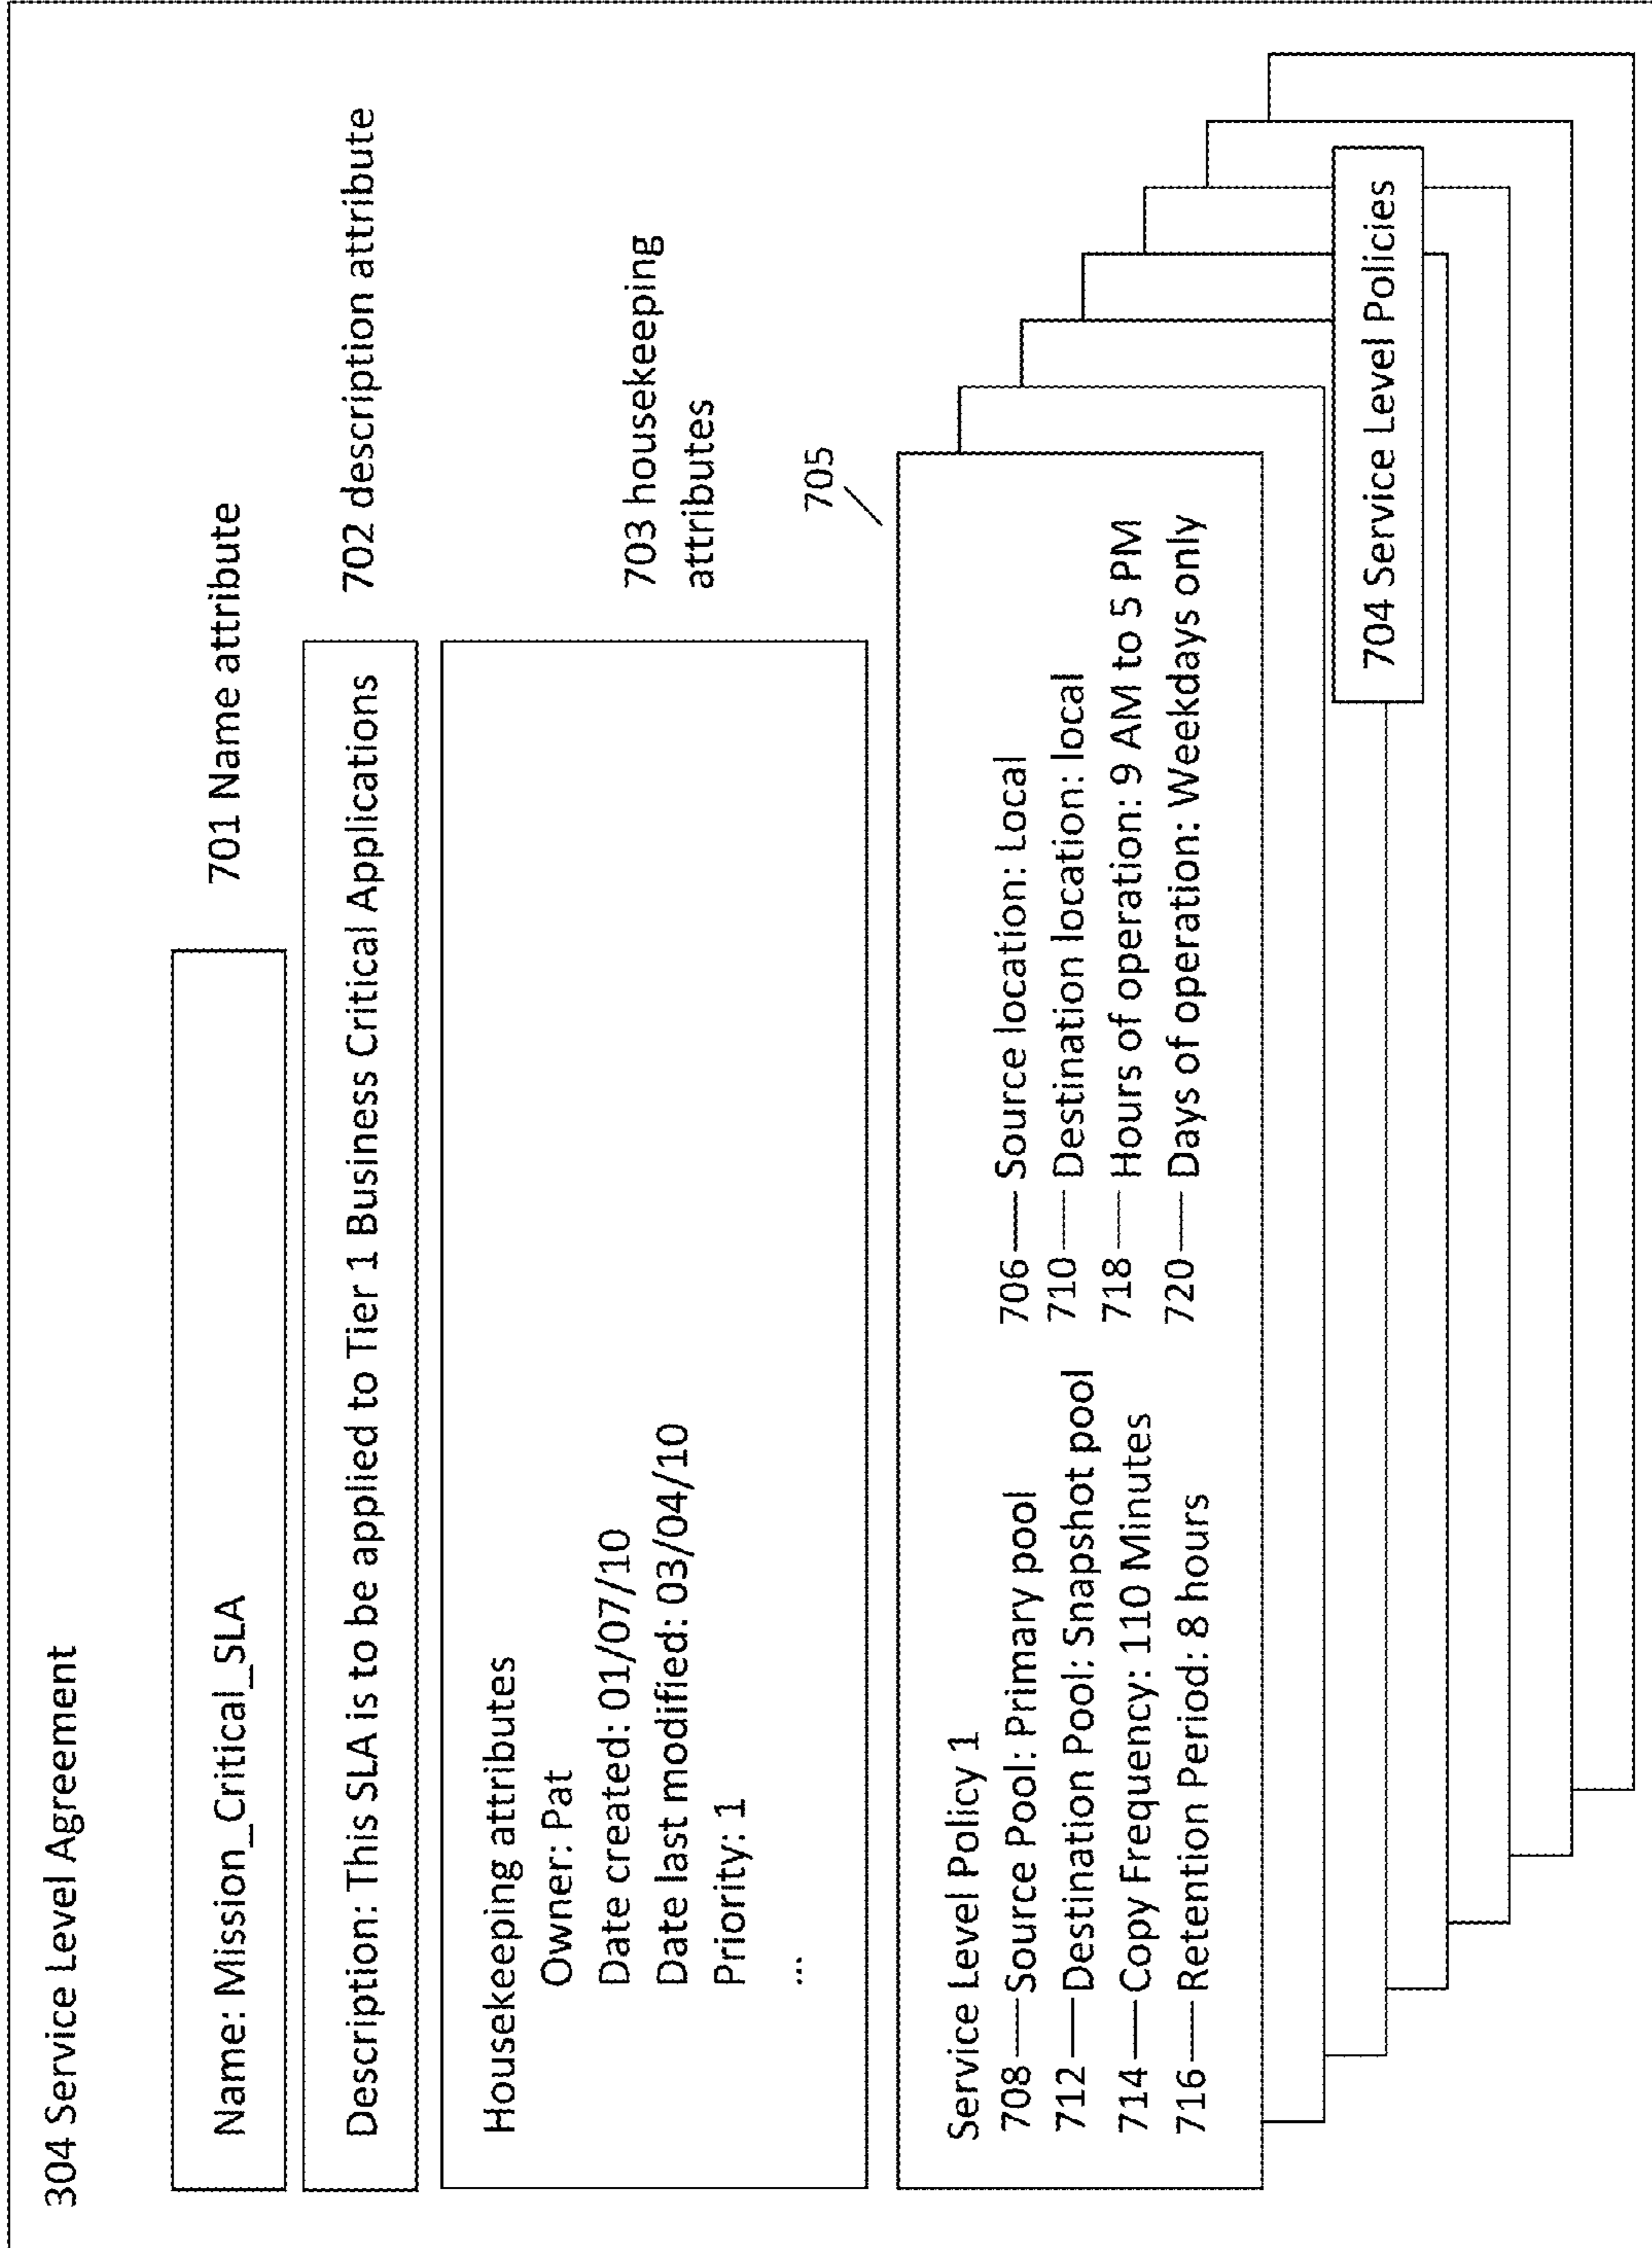 304 Service Level Agreement
Name: Mission_Critical_SLA
701 Name attribute
Description: This SLA is to be applied to Tier 1 Business Critical Applications
702 description attribute
Housekeeping attributes
Owner: Pat
Date created: 01/07/10
Date last modified: 03/04/10
Priority: 1
...
703 housekeeping
attributes
705
Service Level Policy 1
708 Source Pool: Primary pool
712 Destination Pool: Snapshot pool
714 Copy Frequency: 110 Minutes
716 Retention Period: 8 hours
706 Source location: Local
710 Destination location: local
718 Hours of operation: 9 AM to 5 PM
720 Days of operation: Weekdays only
704 Service Level Policies